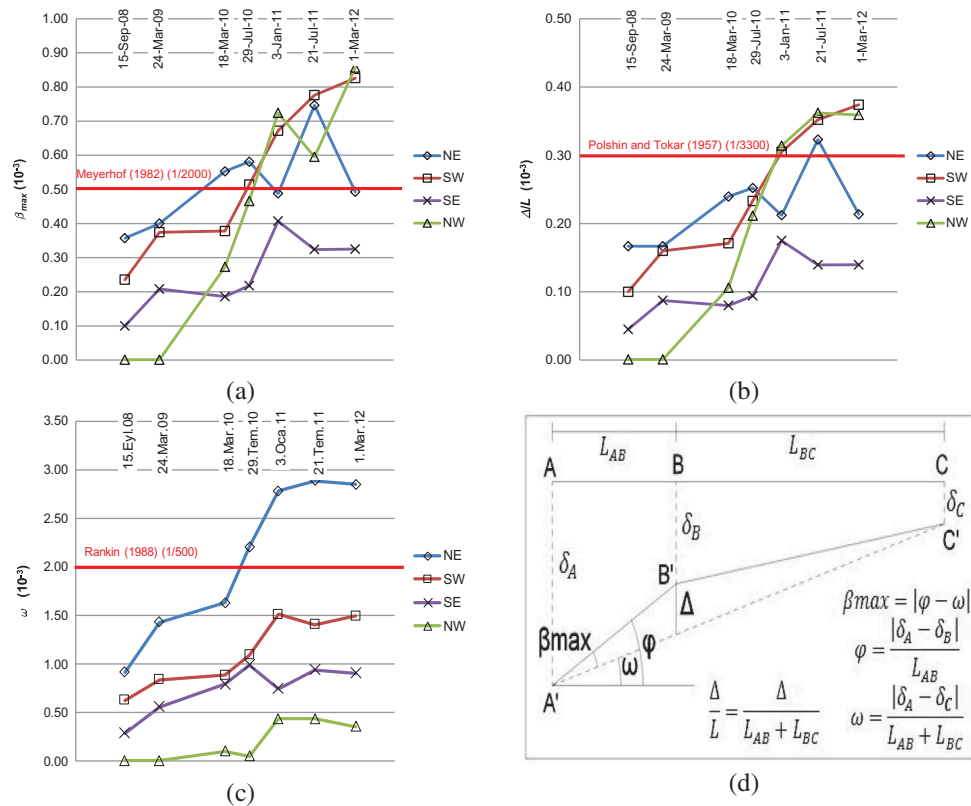 1.00
0.90
0.80
0.70
0.60
0.50
0.40
0.30
0.20
0.10
0.00
β max (10⁻³)
15-Sep-08
24-Mar-09
18-Mar-10
29-Jul-10
3-Jan-11
21-Jul-11
1-Mar-12
Meyerhof (1982) (1/2000)
NE
SW
SE
NW
(a)
0.50
0.40
0.30
0.20
0.10
0.00
Δ/L (10⁻³)
15-Sep-08
24-Mar-09
18-Mar-10
29-Jul-10
3-Jan-11
21-Jul-11
1-Mar-12
Polshin and Tokar (1957) (1/3300)
NE
SW
SE
NW
(b)
3.50
3.00
2.50
2.00
1.50
1.00
0.50
0.00
ω (10⁻³)
15.Eyl.08
24.Mar.09
18.Mar.10
29.Tem.10
3.Oca.11
21.Tem.11
1.Mar.12
Rankin (1988) (1/500)
NE
SW
SE
NW
(c)
L_AB
L_BC
A
B
C
δ_A
δ_B
δ_C
B'
C'
Δ
βmax
ω
φ
A'
βmax = |φ − ω|
φ = |δ_A − δ_B| / L_AB
Δ/L = Δ / (L_AB + L_BC)
ω = |δ_A − δ_C| / (L_AB + L_BC)
(d)